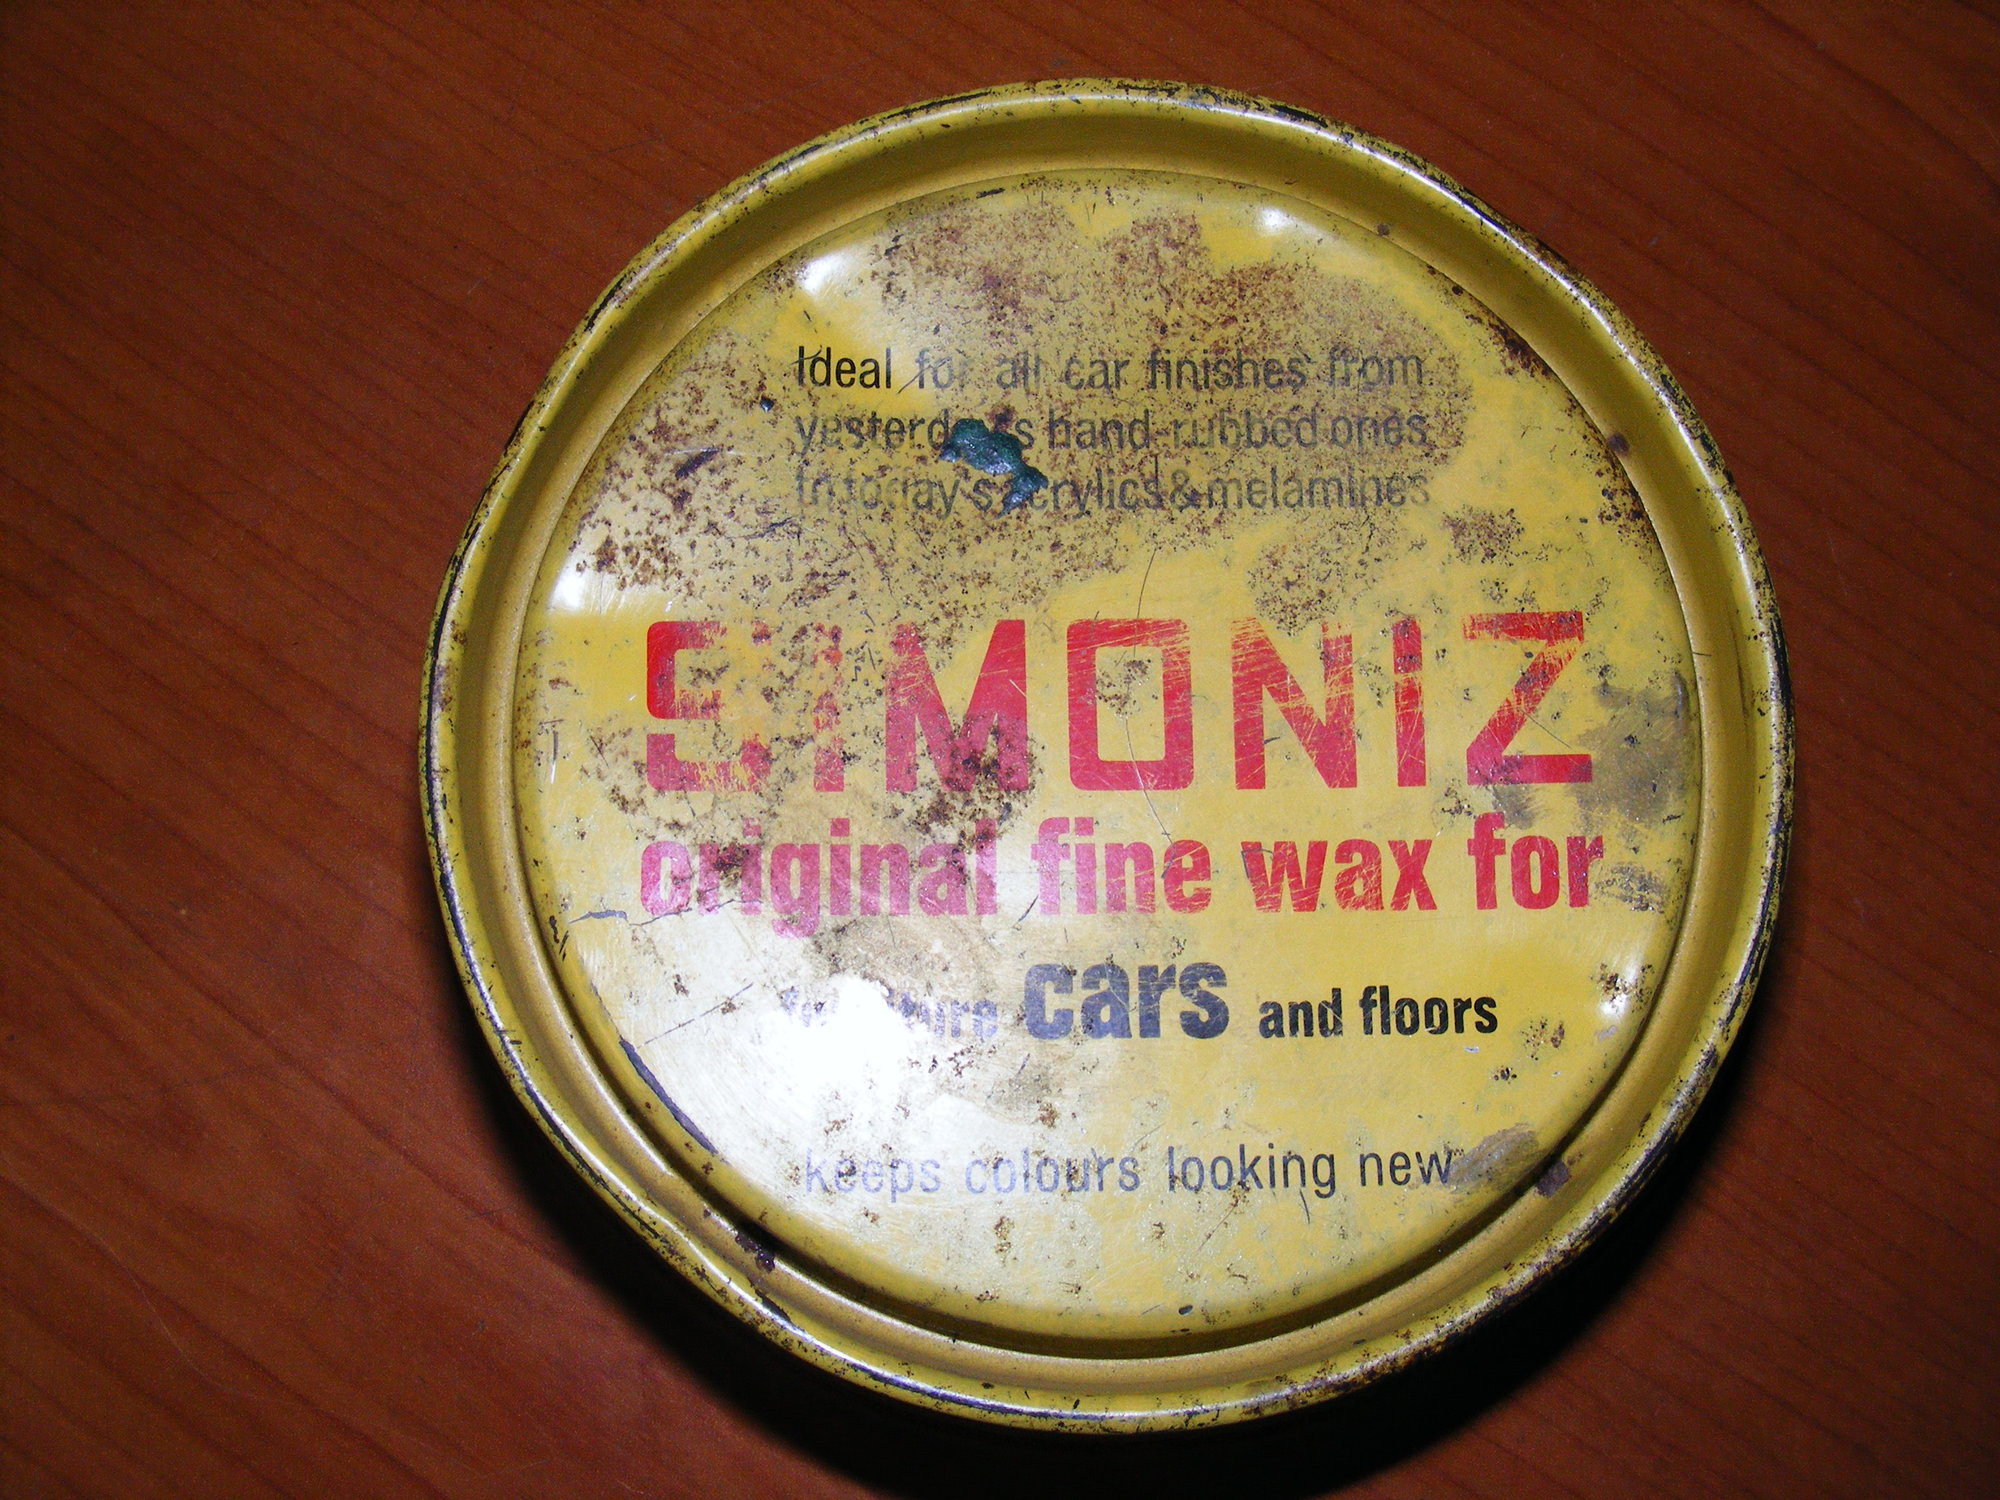 Ideal for all car finishes from
yesterday's hand-rubbed ones
to today's acrylics & melamines
SIMONIZ
original fine wax for
furniture cars and floors
keeps colours looking new